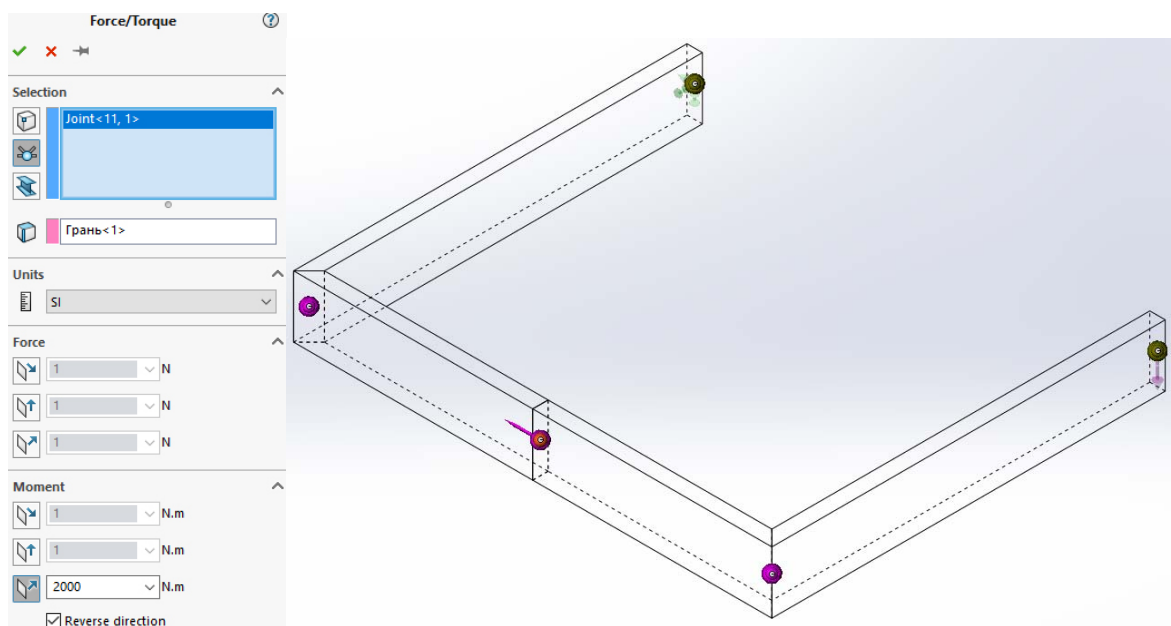 Force/Torque
Selection
Joint<11, 1>
Грань<1>
Units
SI
Force
1 N
1 N
1 N
Moment
1 N.m
1 N.m
2000 N.m
Reverse direction